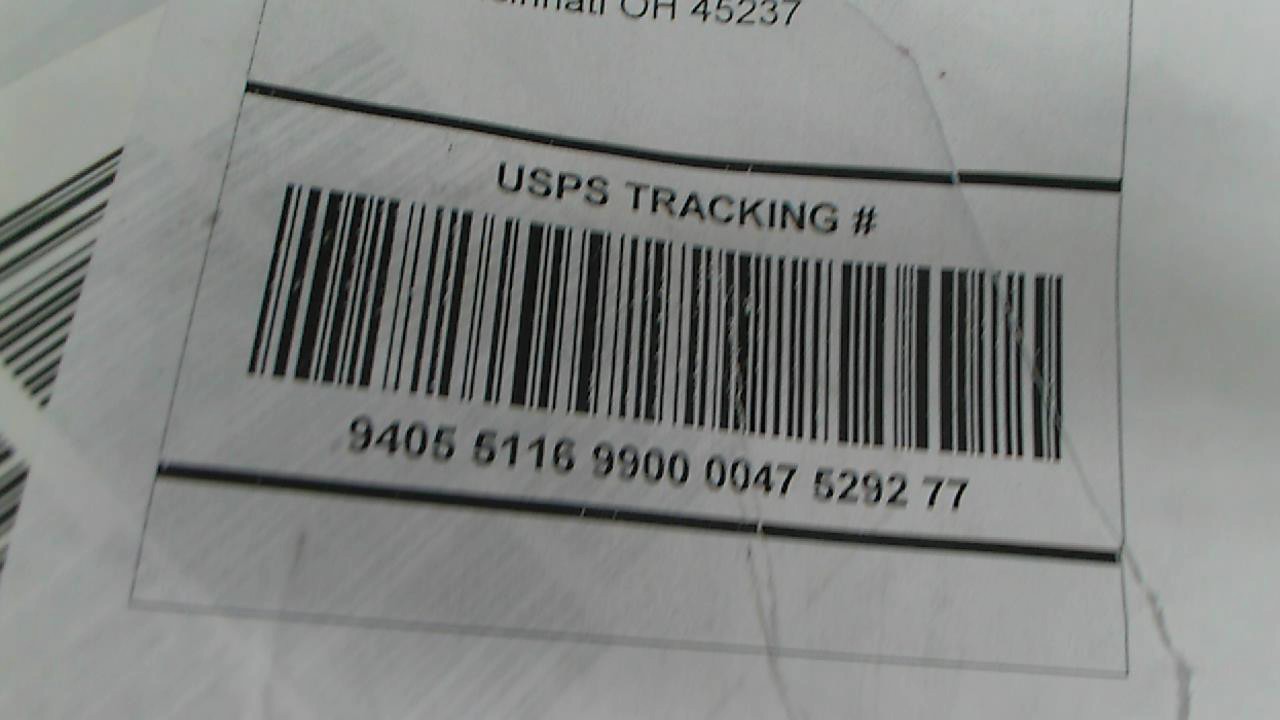 OH 45237
USPS TRACKING #
9405 5116 9900 0047 5292 77